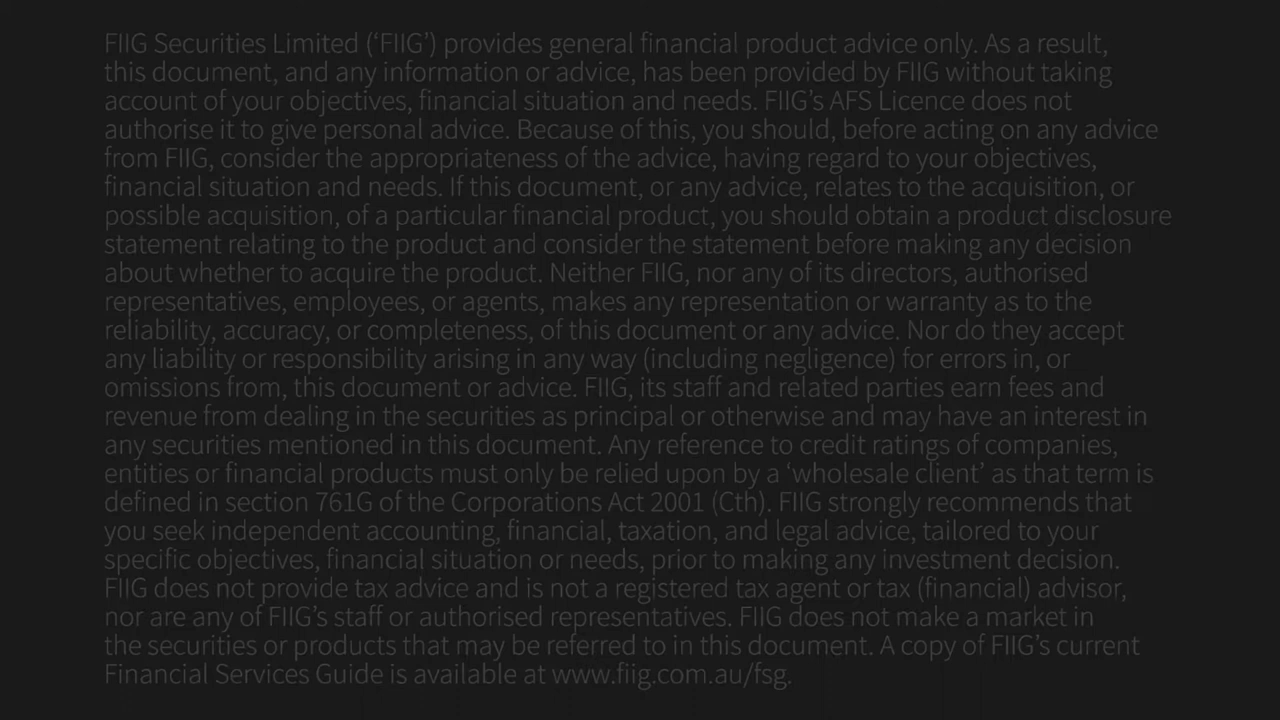 FIIG Securities Limited (‘FIIG’) provides general financial product advice only. As a result,
this document, and any information or advice, has been provided by FIIG without taking
account of your objectives, financial situation and needs. FIIG’s AFS Licence does not
authorise it to give personal advice. Because of this, you should, before acting on any advice
from FIIG, consider the appropriateness of the advice, having regard to your objectives,
financial situation and needs. If this document, or any advice, relates to the acquisition, or
possible acquisition, of a particular financial product, you should obtain a product disclosure
statement relating to the product and consider the statement before making any decision
about whether to acquire the product. Neither FIIG, nor any of its directors, authorised
representatives, employees, or agents, makes any representation or warranty as to the
reliability, accuracy, or completeness, of this document or any advice. Nor do they accept
any liability or responsibility arising in any way (including negligence) for errors in, or
omissions from, this document or advice. FIIG, its staff and related parties earn fees and
revenue from dealing in the securities as principal or otherwise and may have an interest in
any securities mentioned in this document. Any reference to credit ratings of companies,
entities or financial products must only be relied upon by a ‘wholesale client’ as that term is
defined in section 761G of the Corporations Act 2001 (Cth). FIIG strongly recommends that
you seek independent accounting, financial, taxation, and legal advice, tailored to your
specific objectives, financial situation or needs, prior to making any investment decision.
FIIG does not provide tax advice and is not a registered tax agent or tax (financial) advisor,
nor are any of FIIG’s staff or authorised representatives. FIIG does not make a market in
the securities or products that may be referred to in this document. A copy of FIIG’s current
Financial Services Guide is available at www.fiig.com.au/fsg.